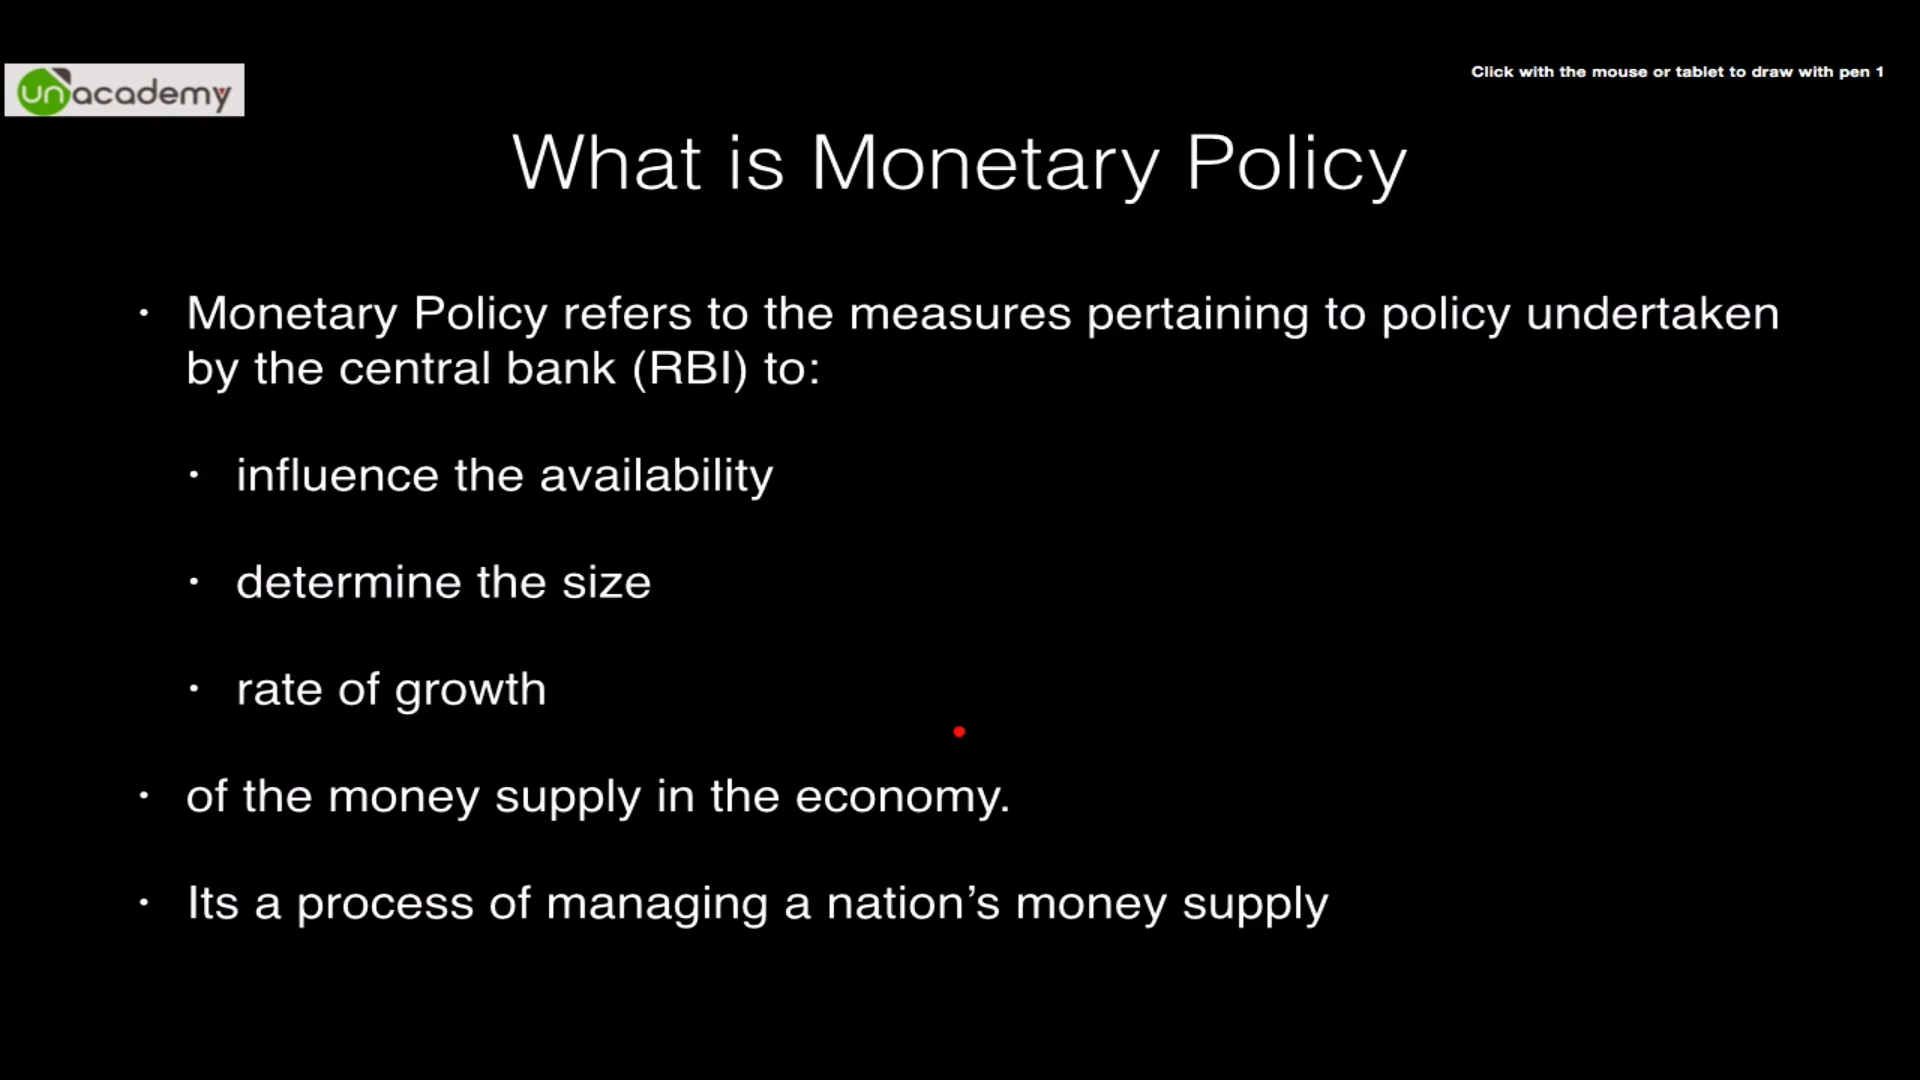 unacademy
Click with the mouse or tablet to draw with pen 1
What is Monetary Policy
• Monetary Policy refers to the measures pertaining to policy undertaken
by the central bank (RBI) to:
• influence the availability
• determine the size
• rate of growth
• of the money supply in the economy.
• Its a process of managing a nation’s money supply